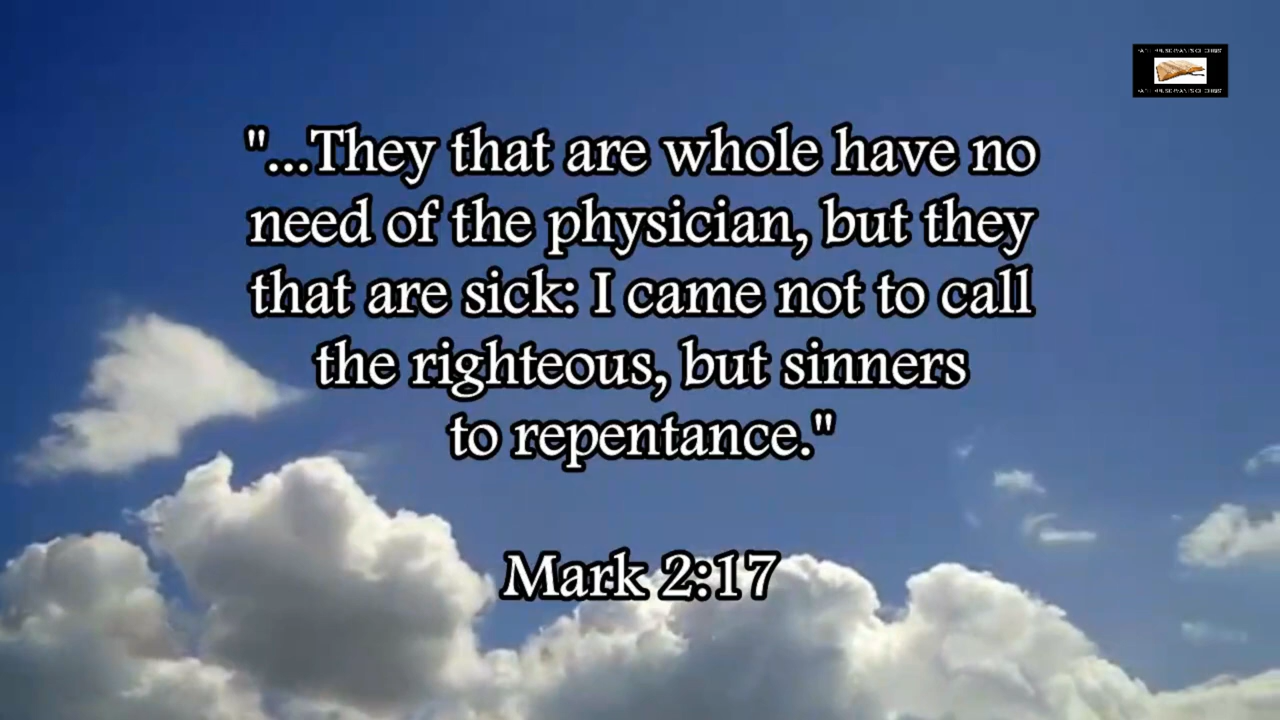 "...They that are whole have no
need of the physician, but they
that are sick: I came not to call
the righteous, but sinners
to repentance."
Mark 2:17